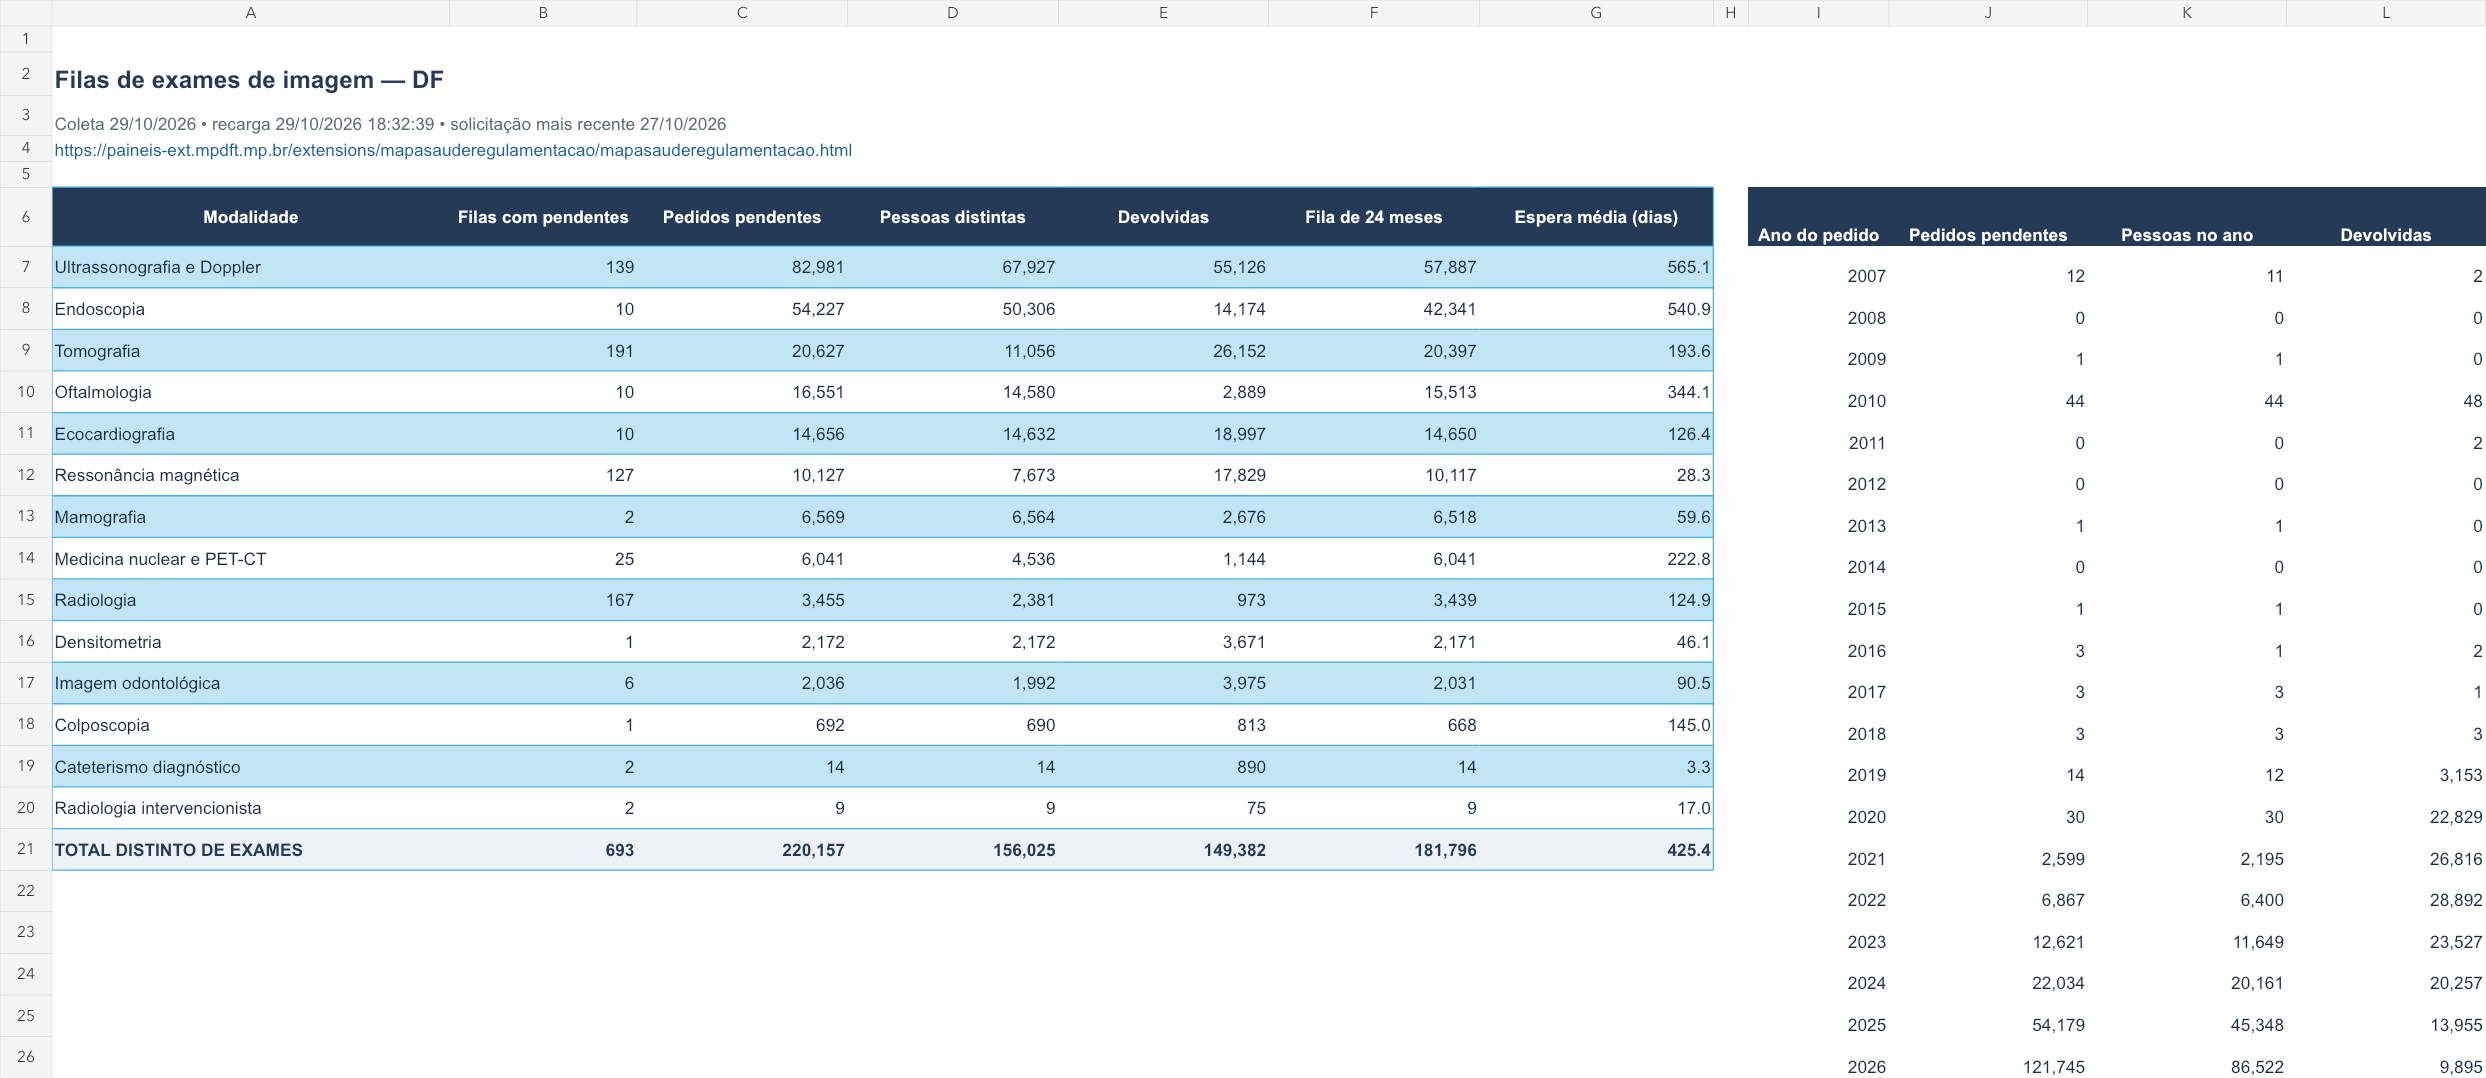 A B C D E F G H I J K L
1
2 Filas de exames de imagem — DF
3 Coleta 29/10/2026 • recarga 29/10/2026 18:32:39 • solicitação mais recente 27/10/2026
4 https://paineis-ext.mpdft.mp.br/extensions/mapasauderegulamentacao/mapasauderegulamentacao.html
5
6 Modalidade Filas com pendentes Pedidos pendentes Pessoas distintas Devolvidas Fila de 24 meses Espera média (dias) Ano do pedido Pedidos pendentes Pessoas no ano Devolvidas
7 Ultrassonografia e Doppler 139 82,981 67,927 55,126 57,887 565.1 2007 12 11 2
8 Endoscopia 10 54,227 50,306 14,174 42,341 540.9 2008 0 0 0
9 Tomografia 191 20,627 11,056 26,152 20,397 193.6 2009 1 1 0
10 Oftalmologia 10 16,551 14,580 2,889 15,513 344.1 2010 44 44 48
11 Ecocardiografia 10 14,656 14,632 18,997 14,650 126.4 2011 0 0 2
12 Ressonância magnética 127 10,127 7,673 17,829 10,117 28.3 2012 0 0 0
13 Mamografia 2 6,569 6,564 2,676 6,518 59.6 2013 1 1 0
14 Medicina nuclear e PET-CT 25 6,041 4,536 1,144 6,041 222.8 2014 0 0 0
15 Radiologia 167 3,455 2,381 973 3,439 124.9 2015 1 1 0
16 Densitometria 1 2,172 2,172 3,671 2,171 46.1 2016 3 1 2
17 Imagem odontológica 6 2,036 1,992 3,975 2,031 90.5 2017 3 3 1
18 Colposcopia 1 692 690 813 668 145.0 2018 3 3 3
19 Cateterismo diagnóstico 2 14 14 890 14 3.3 2019 14 12 3,153
20 Radiologia intervencionista 2 9 9 75 9 17.0 2020 30 30 22,829
21 TOTAL DISTINTO DE EXAMES 693 220,157 156,025 149,382 181,796 425.4 2021 2,599 2,195 26,816
22 2022 6,867 6,400 28,892
23 2023 12,621 11,649 23,527
24 2024 22,034 20,161 20,257
25 2025 54,179 45,348 13,955
26 2026 121,745 86,522 9,895